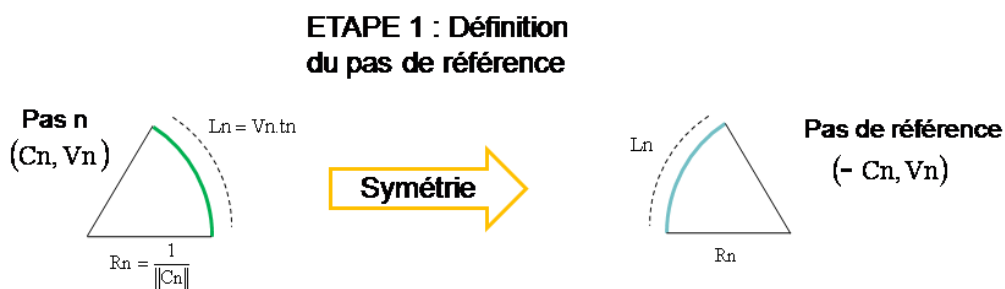 ETAPE 1 : Définition
du pas de référence
Pas n
(Cn, Vn)
Ln = Vn.tn
Rn = 1/‖Cn‖
Symétrie
Ln
Rn
Pas de référence
(- Cn, Vn)